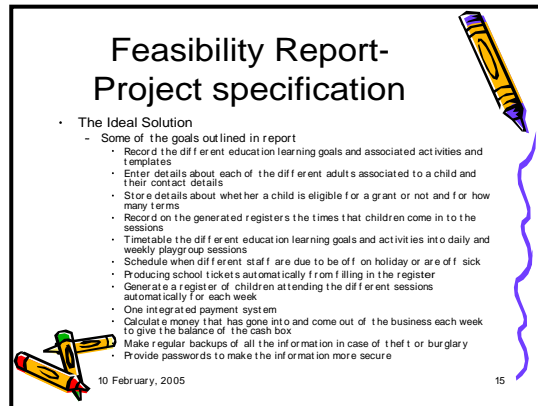 Feasibility Report-
Project specification
• The Ideal Solution
– Some of the goals outlined in report
• Record the different education learning goals and associated activities and
templates
• Enter details about each of the different adults associated to a child and
their contact details
• Store details about whether a child is eligible for a grant or not and for how
many terms
• Record on the generated registers the times that children come in to the
sessions
• Timetable the different education learning goals and activities into daily and
weekly playgroup sessions
• Schedule when different staff are due to be off on holiday or are off sick
• Producing school tickets automatically from filling in the register
• Generate a register of children attending the different sessions
automatically for each week
• One integrated payment system
• Calculate money that has gone into and come out of the business each week
to give the balance of the cash box
• Make regular backups of all the information in case of theft or burglary
• Provide passwords to make the information more secure
10 February, 2005
15